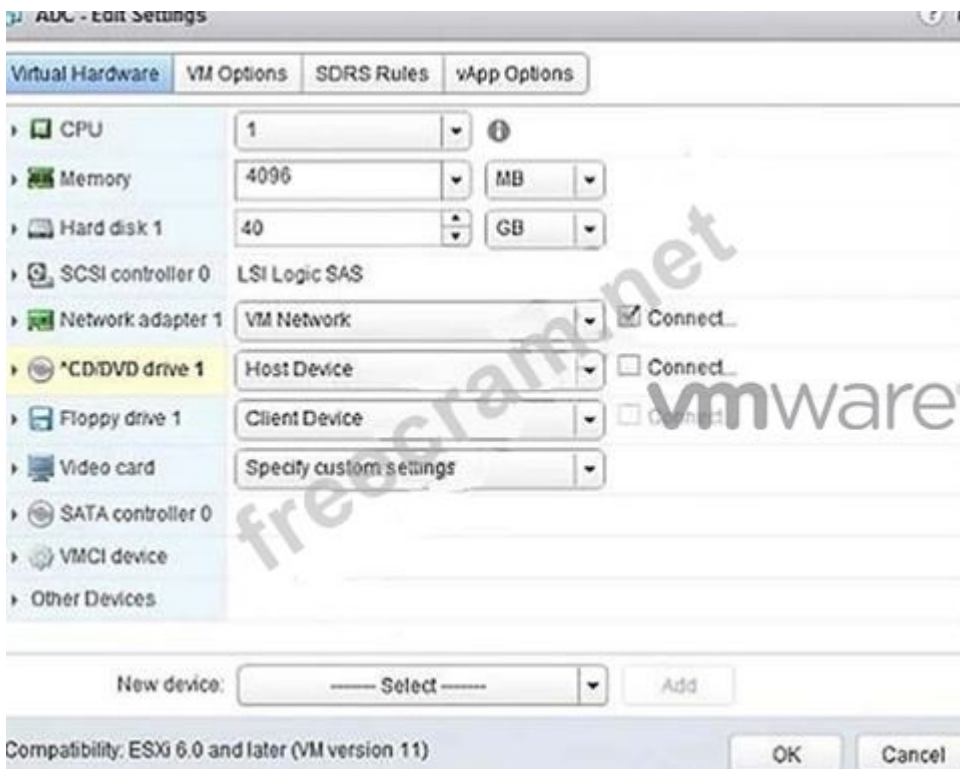 ADC - Edit Settings
Virtual Hardware VM Options SDRS Rules vApp Options
CPU 1
Memory 4096 MB
Hard disk 1 40 GB
SCSI controller 0 LSI Logic SAS
Network adapter 1 VM Network Connect...
*CD/DVD drive 1 Host Device Connect...
vmware
Floppy drive 1 Client Device Connect...
Video card Specify custom settings
SATA controller 0
VMCI device
Other Devices
freecram.net
New device: ------- Select ------- Add
Compatibility: ESXi 6.0 and later (VM version 11) OK Cancel